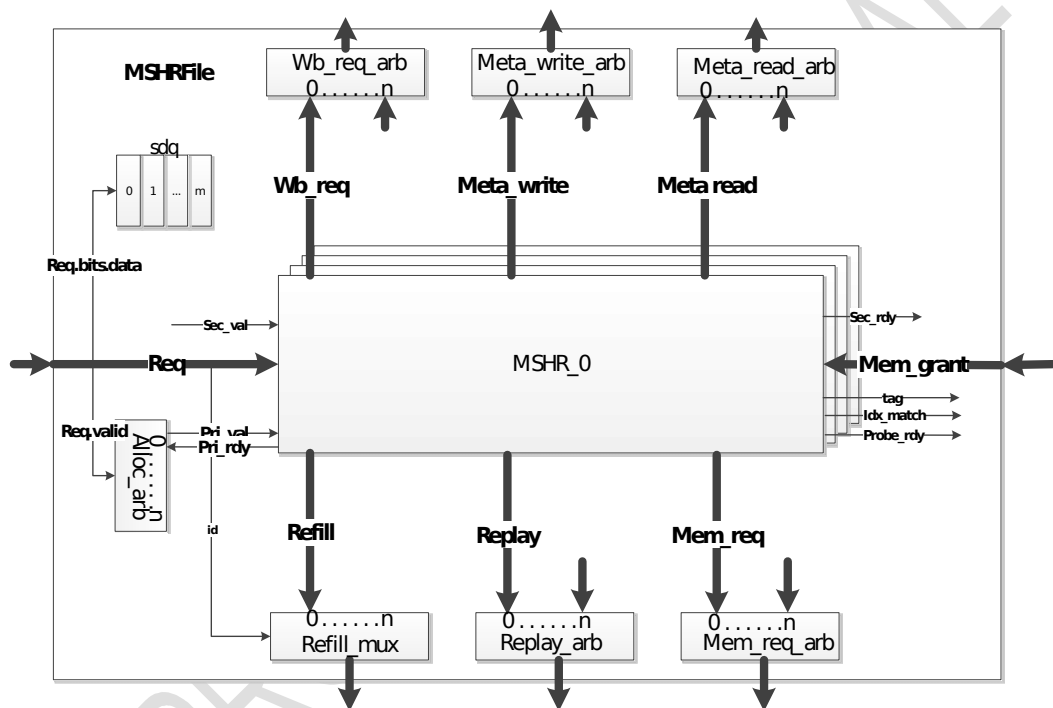 MSHRFile
Wb_req_arb
0......n
Meta_write_arb
0......n
Meta_read_arb
0......n
sdq
0
1
...
m
Wb_req
Meta_write
Meta read
Req.bits.data
Sec_val
Sec_rdy
Req
MSHR_0
Mem_grant
tag
Idx_match
Probe_rdy
Req.valid
Pri_val
Pri_rdy
0......n
Alloc_arb
id
Refill
Replay
Mem_req
0......n
Refill_mux
0......n
Replay_arb
0......n
Mem_req_arb